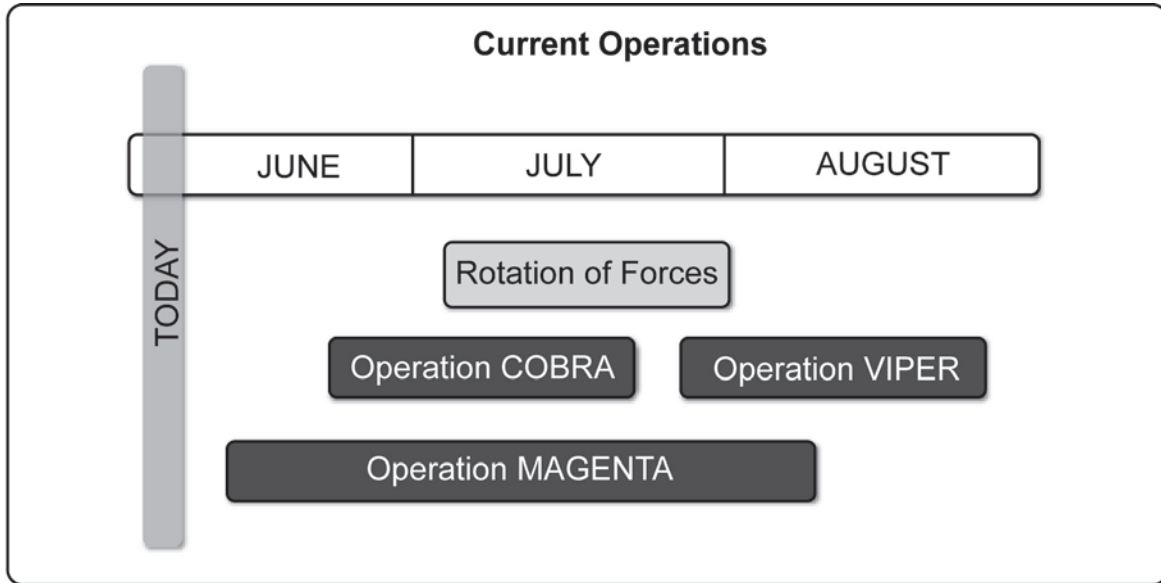 Current Operations
JUNE JULY AUGUST
TODAY
Rotation of Forces
Operation COBRA Operation VIPER
Operation MAGENTA